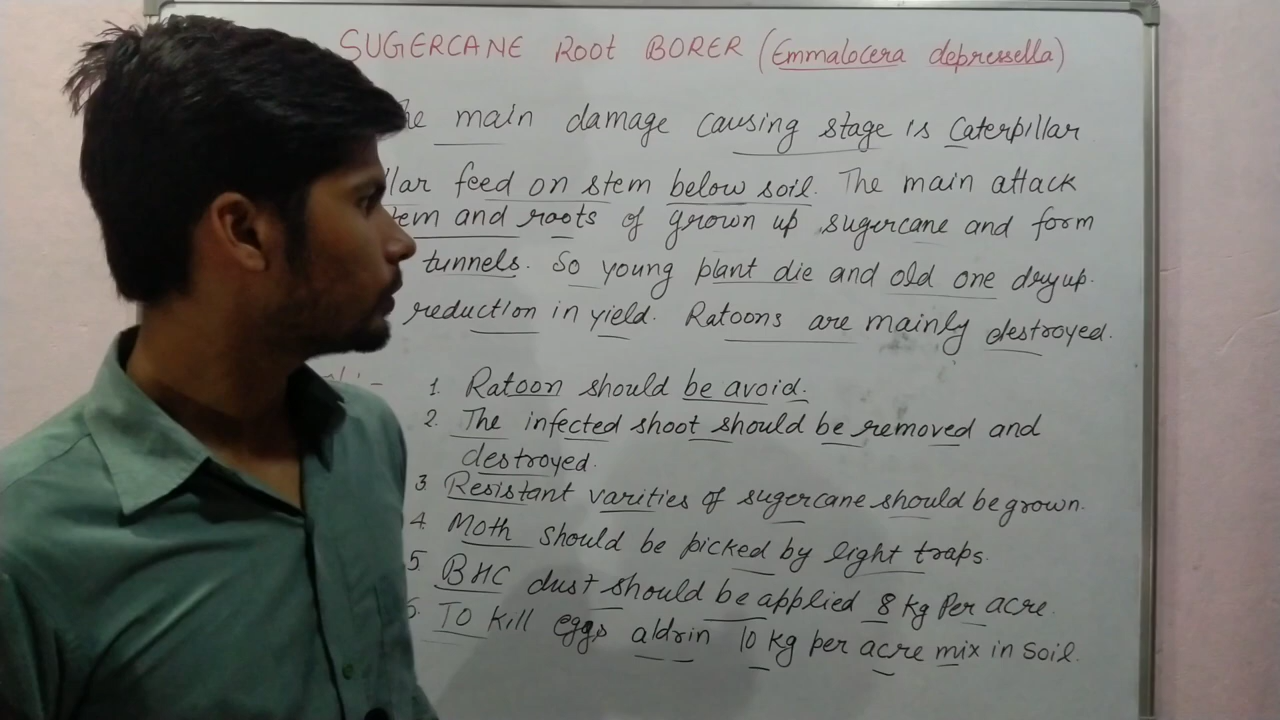 SUGERCANE Root BORER (Emmalocera depressella)
he main damage causing stage is Caterpillar
llar feed on stem below soil. The main attack
tem and roots of grown up sugercane and form
tunnels. So young plant die and old one dryup.
reduction in yield. Ratoons are mainly destroyed.
1. Ratoon should be avoid.
2. The infected shoot should be removed and
destroyed.
3. Resistant varities of sugercane should be grown.
4. Moth should be picked by light traps.
5. BHC dust should be applied 8 kg Per acre.
6. To kill eggs aldrin 10 kg per acre mix in soil.